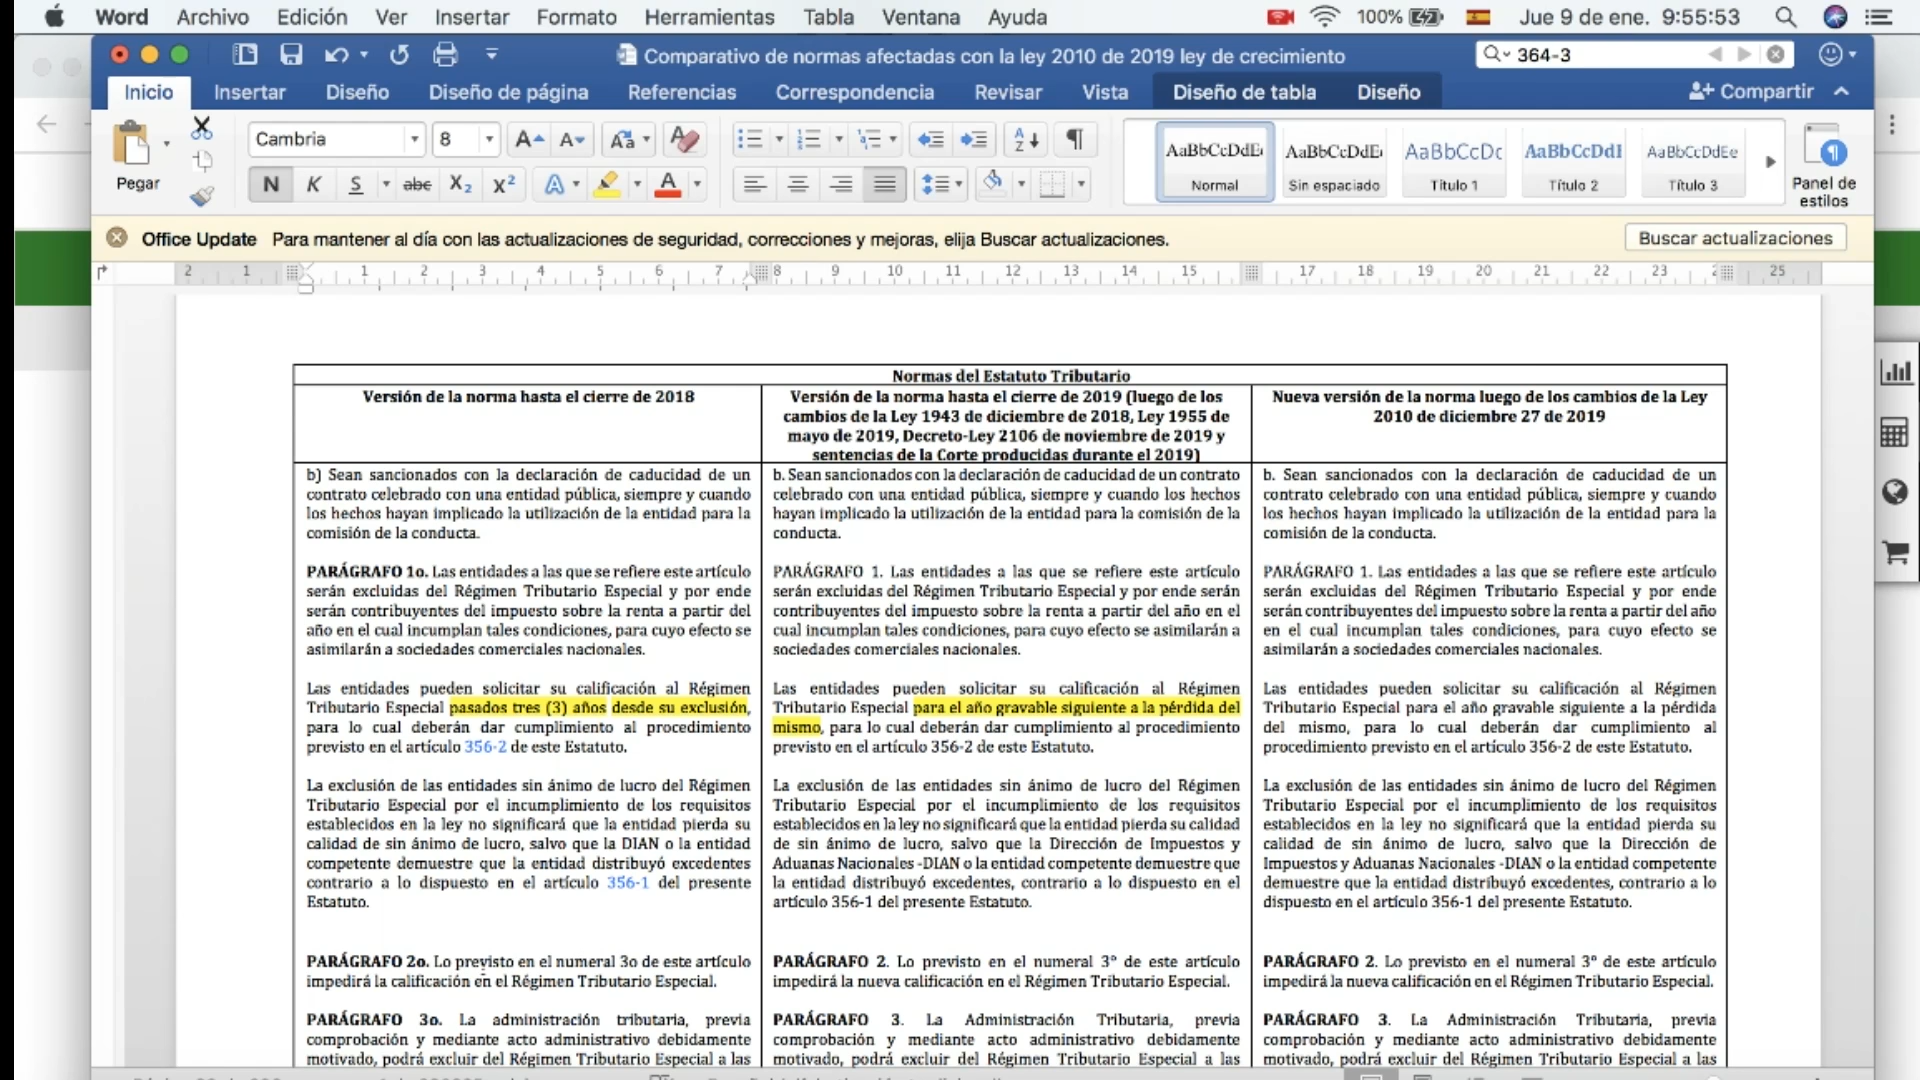 Word Archivo Edición Ver Insertar Formato Herramientas Tabla Ventana Ayuda 100% Jue 9 de ene. 9:55:53
Comparativo de normas afectadas con la ley 2010 de 2019 ley de crecimiento 364-3
Inicio Insertar Diseño Diseño de página Referencias Correspondencia Revisar Vista Diseño de tabla Diseño Compartir
Cambria 8
Pegar
N K S abc X₂ X² A A
AaBbCcDdE AaBbCcDdE AaBbCcDc AaBbCcDdI AaBbCcDdEe
Normal Sin espaciado Título 1 Título 2 Título 3
Panel de
estilos
Office Update Para mantener al día con las actualizaciones de seguridad, correcciones y mejoras, elija Buscar actualizaciones. Buscar actualizaciones
2 1 1 2 3 4 5 6 7 8 9 10 11 12 13 14 15 17 18 19 20 21 22 23 25
Normas del Estatuto Tributario
Versión de la norma hasta el cierre de 2018
Versión de la norma hasta el cierre de 2019 (luego de los
cambios de la Ley 1943 de diciembre de 2018, Ley 1955 de
mayo de 2019, Decreto-Ley 2106 de noviembre de 2019 y
sentencias de la Corte producidas durante el 2019)
Nueva versión de la norma luego de los cambios de la Ley
2010 de diciembre 27 de 2019
b) Sean sancionados con la declaración de caducidad de un
contrato celebrado con una entidad pública, siempre y cuando
los hechos hayan implicado la utilización de la entidad para la
comisión de la conducta.
PARÁGRAFO 1o. Las entidades a las que se refiere este artículo
serán excluidas del Régimen Tributario Especial y por ende
serán contribuyentes del impuesto sobre la renta a partir del
año en el cual incumplan tales condiciones, para cuyo efecto se
asimilarán a sociedades comerciales nacionales.
Las entidades pueden solicitar su calificación al Régimen
Tributario Especial pasados tres (3) años desde su exclusión,
para lo cual deberán dar cumplimiento al procedimiento
previsto en el artículo 356-2 de este Estatuto.
La exclusión de las entidades sin ánimo de lucro del Régimen
Tributario Especial por el incumplimiento de los requisitos
establecidos en la ley no significará que la entidad pierda su
calidad de sin ánimo de lucro, salvo que la DIAN o la entidad
competente demuestre que la entidad distribuyó excedentes
contrario a lo dispuesto en el artículo 356-1 del presente
Estatuto.
PARÁGRAFO 2o. Lo previsto en el numeral 3o de este artículo
impedirá la calificación en el Régimen Tributario Especial.
PARÁGRAFO 3o. La administración tributaria, previa
comprobación y mediante acto administrativo debidamente
motivado, podrá excluir del Régimen Tributario Especial a las
b. Sean sancionados con la declaración de caducidad de un contrato
celebrado con una entidad pública, siempre y cuando los hechos
hayan implicado la utilización de la entidad para la comisión de la
conducta.
PARÁGRAFO 1. Las entidades a las que se refiere este artículo
serán excluidas del Régimen Tributario Especial y por ende serán
contribuyentes del impuesto sobre la renta a partir del año en el
cual incumplan tales condiciones, para cuyo efecto se asimilarán a
sociedades comerciales nacionales.
Las entidades pueden solicitar su calificación al Régimen
Tributario Especial para el año gravable siguiente a la pérdida del
mismo, para lo cual deberán dar cumplimiento al procedimiento
previsto en el artículo 356-2 de este Estatuto.
La exclusión de las entidades sin ánimo de lucro del Régimen
Tributario Especial por el incumplimiento de los requisitos
establecidos en la ley no significará que la entidad pierda su calidad
de sin ánimo de lucro, salvo que la Dirección de Impuestos y
Aduanas Nacionales -DIAN o la entidad competente demuestre que
la entidad distribuyó excedentes, contrario a lo dispuesto en el
artículo 356-1 del presente Estatuto.
PARÁGRAFO 2. Lo previsto en el numeral 3° de este artículo
impedirá la nueva calificación en el Régimen Tributario Especial.
PARÁGRAFO 3. La Administración Tributaria, previa
comprobación y mediante acto administrativo debidamente
motivado, podrá excluir del Régimen Tributario Especial a las
b. Sean sancionados con la declaración de caducidad de un
contrato celebrado con una entidad pública, siempre y cuando
los hechos hayan implicado la utilización de la entidad para la
comisión de la conducta.
PARÁGRAFO 1. Las entidades a las que se refiere este artículo
serán excluidas del Régimen Tributario Especial y por ende
serán contribuyentes del impuesto sobre la renta a partir del año
en el cual incumplan tales condiciones, para cuyo efecto se
asimilarán a sociedades comerciales nacionales.
Las entidades pueden solicitar su calificación al Régimen
Tributario Especial para el año gravable siguiente a la pérdida
del mismo, para lo cual deberán dar cumplimiento al
procedimiento previsto en el artículo 356-2 de este Estatuto.
La exclusión de las entidades sin ánimo de lucro del Régimen
Tributario Especial por el incumplimiento de los requisitos
establecidos en la ley no significará que la entidad pierda su
calidad de sin ánimo de lucro, salvo que la Dirección de
Impuestos y Aduanas Nacionales -DIAN o la entidad competente
demuestre que la entidad distribuyó excedentes, contrario a lo
dispuesto en el artículo 356-1 del presente Estatuto.
PARÁGRAFO 2. Lo previsto en el numeral 3° de este artículo
impedirá la nueva calificación en el Régimen Tributario Especial.
PARÁGRAFO 3. La Administración Tributaria, previa
comprobación y mediante acto administrativo debidamente
motivado, podrá excluir del Régimen Tributario Especial a las